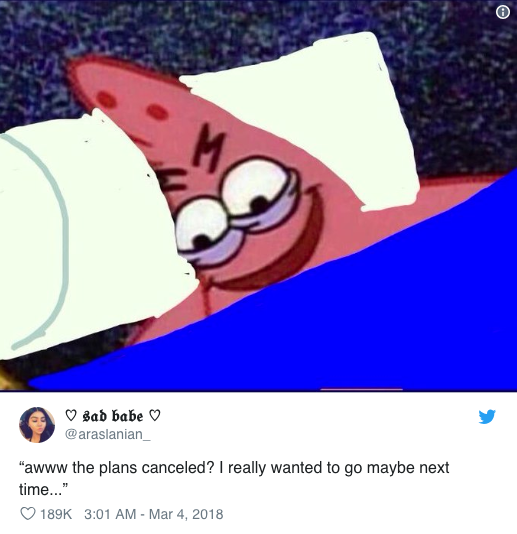 ♡ 𝖘𝖆𝖉 𝖇𝖆𝖇𝖊 ♡
@araslanian_
“awww the plans canceled? I really wanted to go maybe next
time...”
189K 3:01 AM - Mar 4, 2018